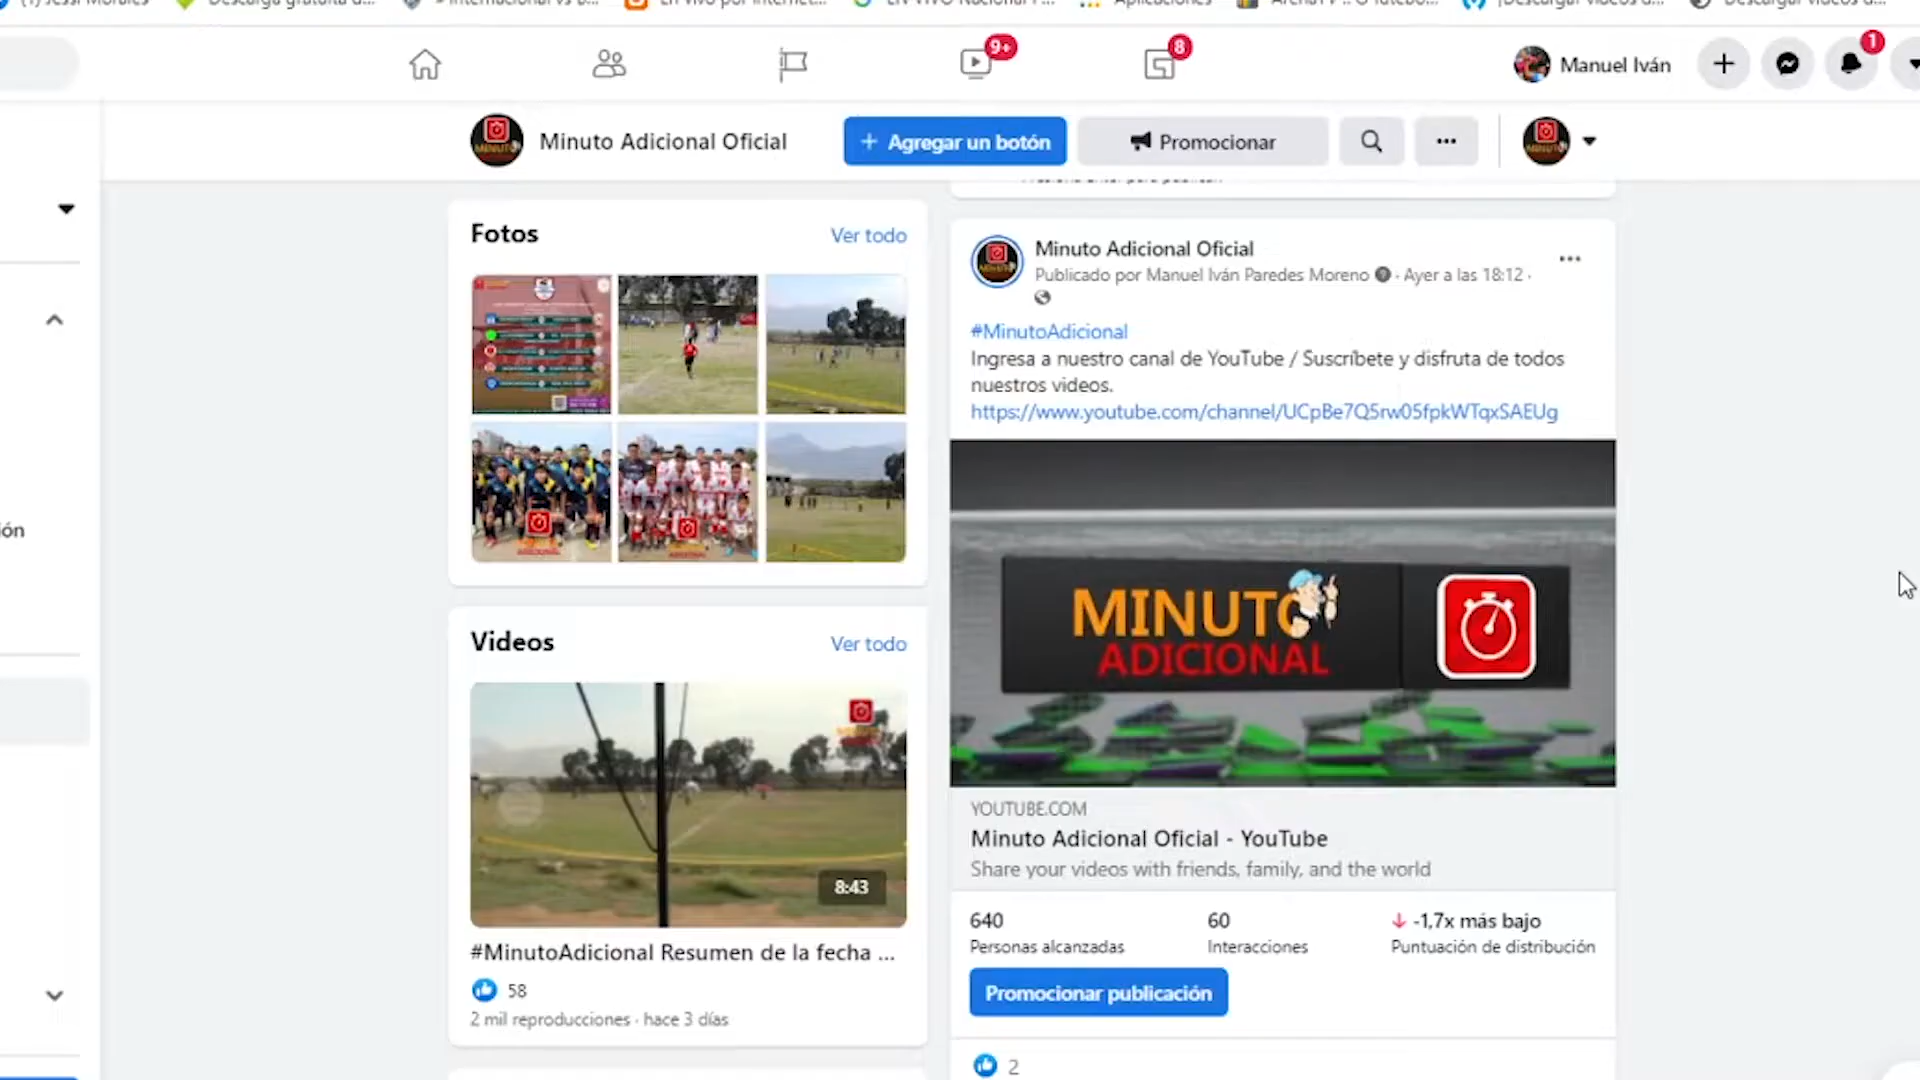 9+
8
Manuel Iván
1
Minuto Adicional Oficial
+ Agregar un botón
Promocionar
Fotos
Ver todo
Minuto Adicional Oficial
Publicado por Manuel Iván Paredes Moreno · Ayer a las 18:12 ·
#MinutoAdicional
Ingresa a nuestro canal de YouTube / Suscríbete y disfruta de todos
nuestros videos.
https://www.youtube.com/channel/UCpBe7Q5rw05fpkWTqxSAEUg
ión
MINUTO
ADICIONAL
Videos
Ver todo
8:43
#MinutoAdicional Resumen de la fecha ...
58
2 mil reproducciones · hace 3 días
YOUTUBE.COM
Minuto Adicional Oficial - YouTube
Share your videos with friends, family, and the world
640
Personas alcanzadas
60
Interacciones
-1,7x más bajo
Puntuación de distribución
Promocionar publicación
2